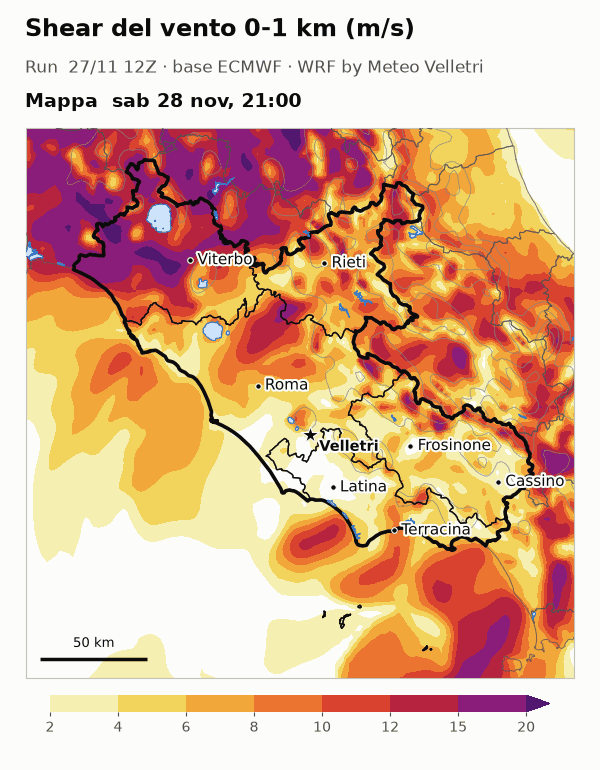 Shear del vento 0-1 km (m/s)
Run 27/11 12Z · base ECMWF · WRF by Meteo Velletri
Mappa sab 28 nov, 21:00
Viterbo
Rieti
Roma
Velletri
Frosinone
Cassino
Latina
Terracina
50 km
2 4 6 8 10 12 15 20